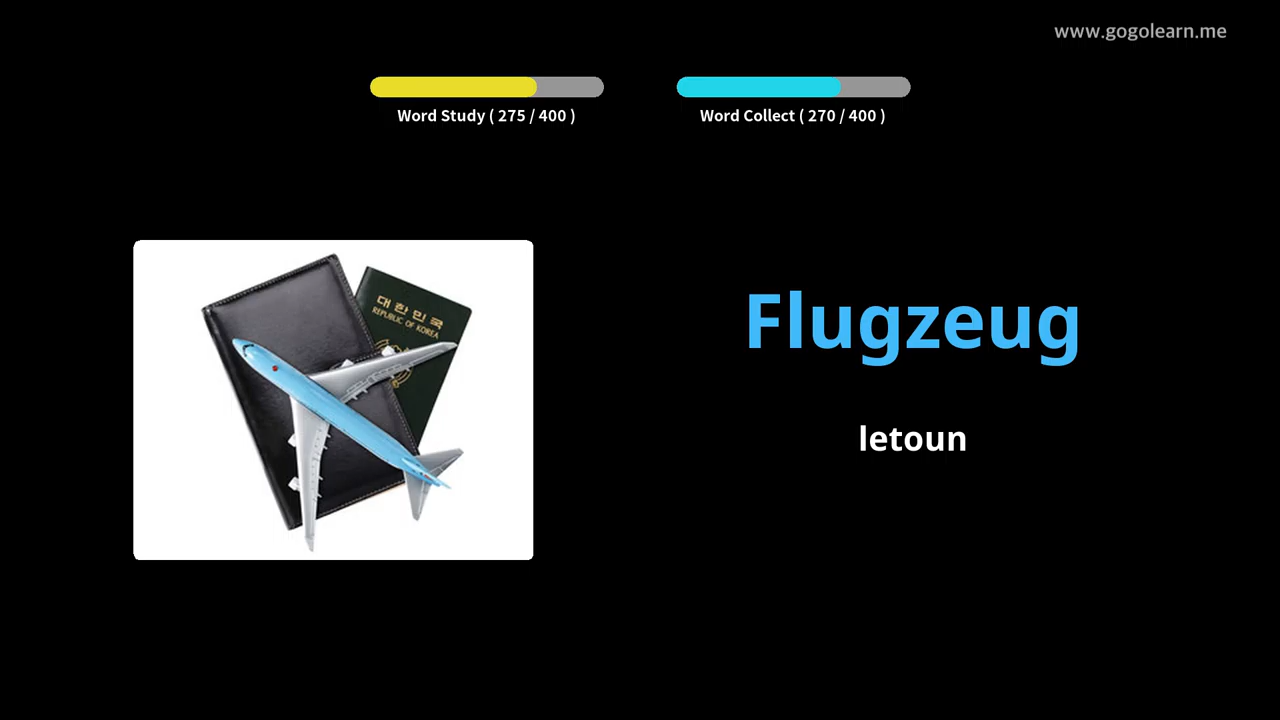 www.gogolearn.me
Word Study ( 275 / 400 )
Word Collect ( 270 / 400 )
대한민국
REPUBLIC OF KOREA
Flugzeug
letoun